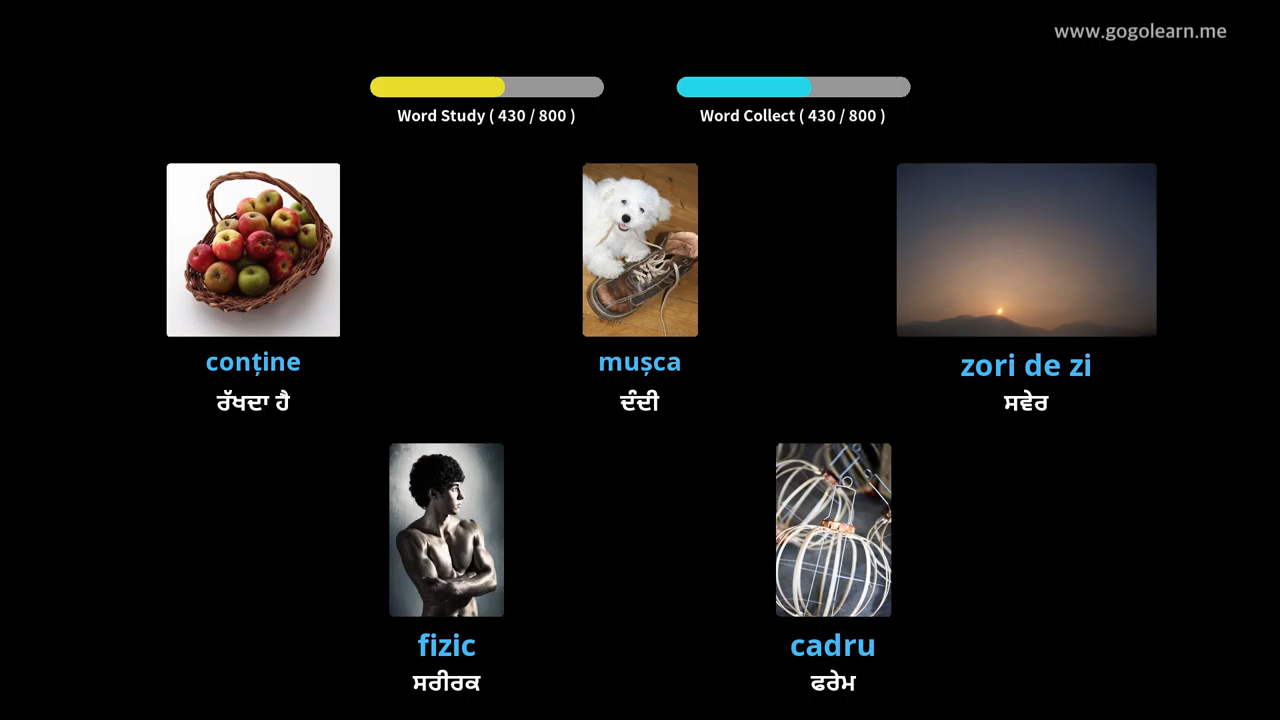 www.gogolearn.me
Word Study ( 430 / 800 )
Word Collect ( 430 / 800 )
conține
mușca
zori de zi
ਰੱਖਦਾ ਹੈ
ਦੰਦੀ
ਸਵੇਰ
fizic
cadru
ਸਰੀਰਕ
ਫਰੇਮ